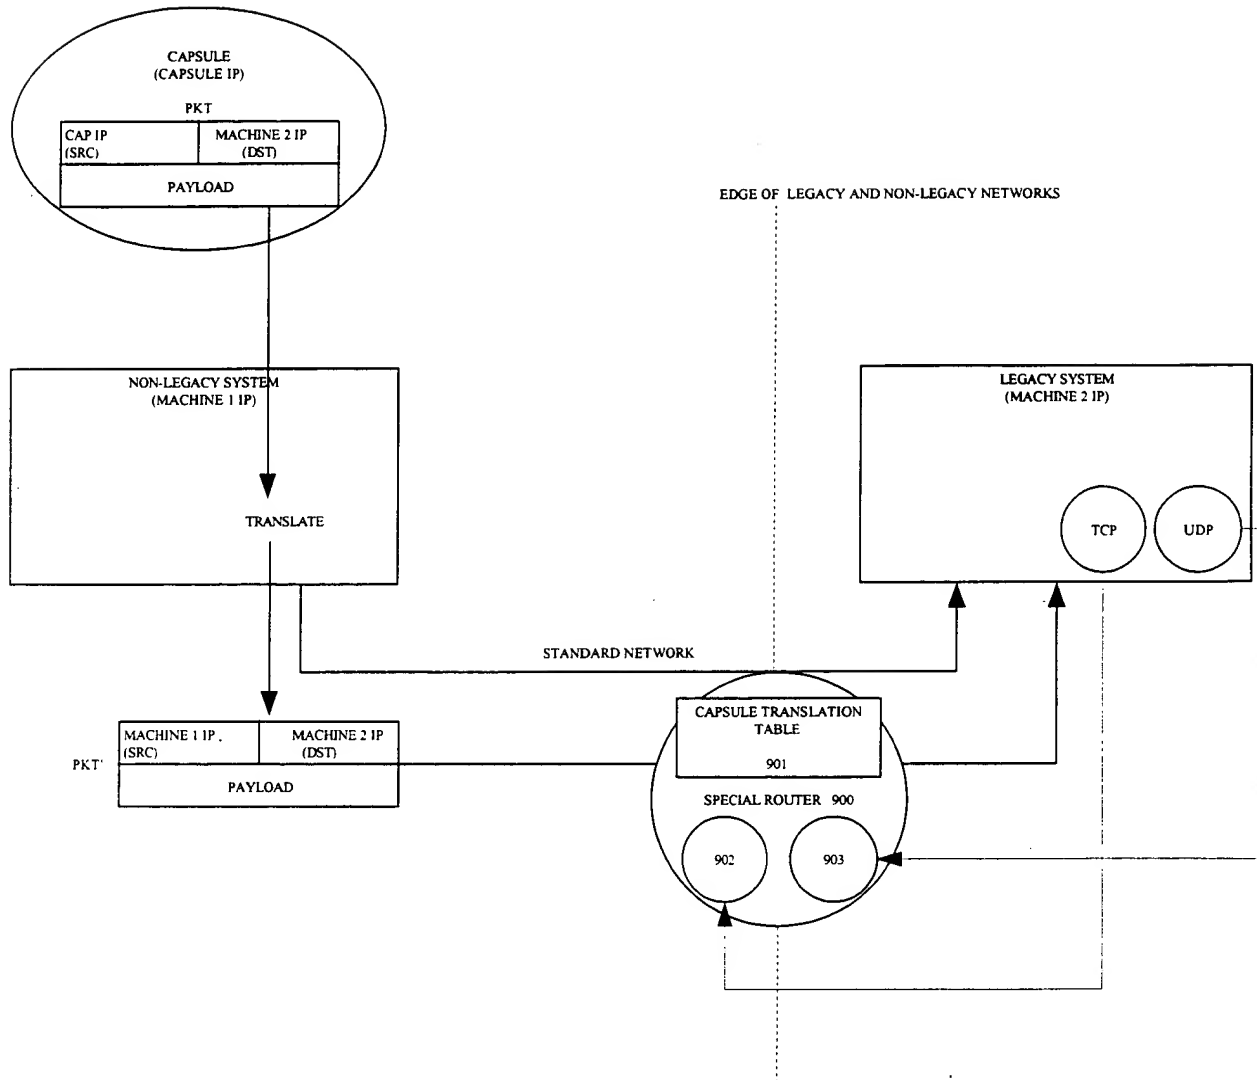 CAPSULE
(CAPSULE IP)
PKT
CAP IP
(SRC)
MACHINE 2 IP
(DST)
PAYLOAD
EDGE OF LEGACY AND NON-LEGACY NETWORKS
NON-LEGACY SYSTEM
(MACHINE 1 IP)
TRANSLATE
LEGACY SYSTEM
(MACHINE 2 IP)
TCP
UDP
STANDARD NETWORK
PKT'
MACHINE 1 IP
(SRC)
MACHINE 2 IP
(DST)
PAYLOAD
CAPSULE TRANSLATION
TABLE
901
SPECIAL ROUTER 900
902
903